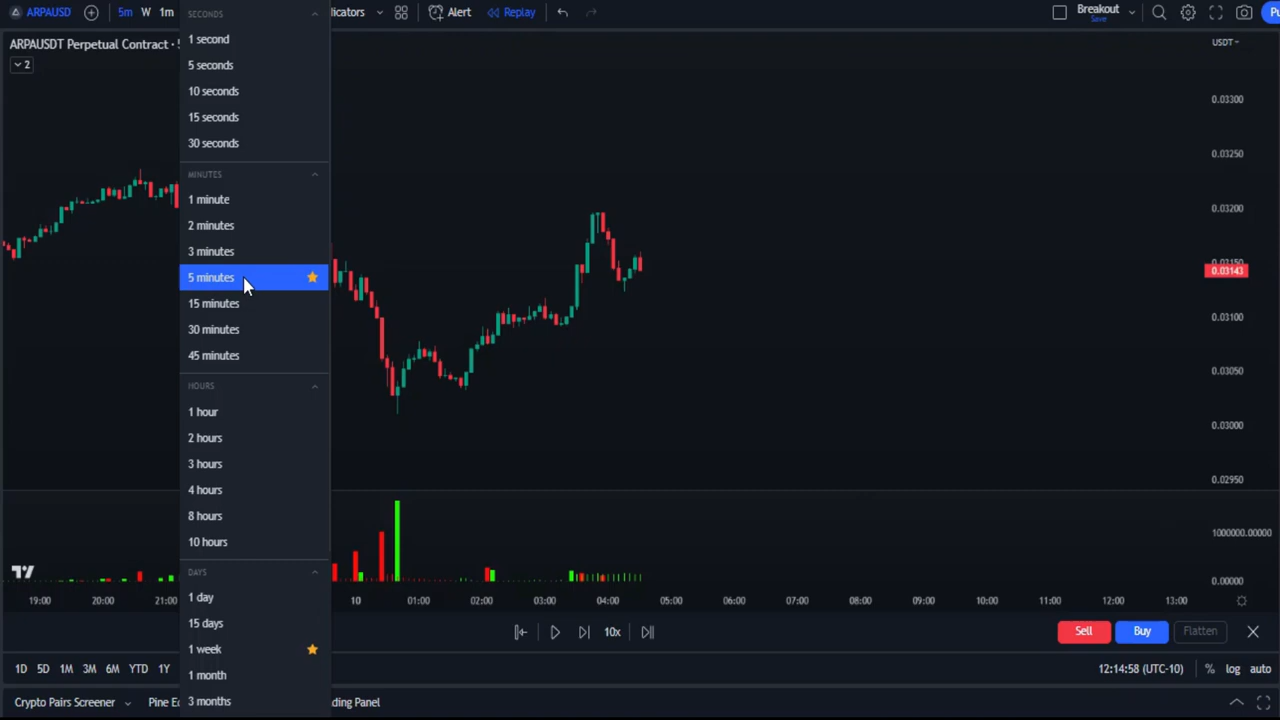 ARPAUSD
5m
W
1m
Alert
Replay
Breakout
Save
ARPAUSDT Perpetual Contract ·
2
SECONDS
1 second
5 seconds
10 seconds
15 seconds
30 seconds
MINUTES
1 minute
2 minutes
3 minutes
5 minutes
15 minutes
30 minutes
45 minutes
HOURS
1 hour
2 hours
3 hours
4 hours
8 hours
10 hours
DAYS
1 day
15 days
1 week
1 month
3 months
USDT
0.03300
0.03250
0.03200
0.03143
0.03100
0.03050
0.03000
0.02950
1000000.00000
0.00000
19:00 20:00 21:00 10 01:00 02:00 03:00 04:00 05:00 06:00 07:00 08:00 09:00 10:00 11:00 12:00 13:00
10x
Sell
Buy
Flatten
1D 5D 1M 3M 6M YTD 1Y
12:14:58 (UTC-10)
% log auto
Crypto Pairs Screener
Pine
Panel